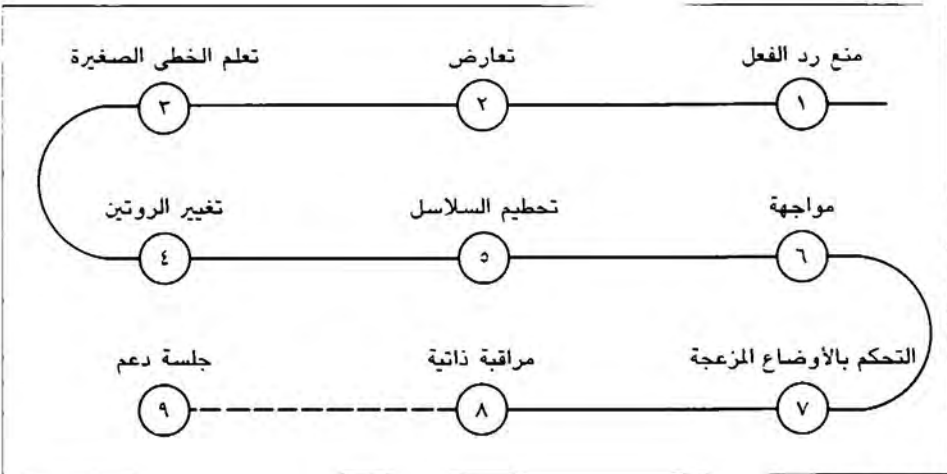 منع رد الفعل
تعارض
تعلم الخطى الصغيرة
١
٢
٣
مواجهة
تحطيم السلاسل
تغيير الروتين
٦
٥
٤
التحكم بالأوضاع المزعجة
مراقبة ذاتية
جلسة دعم
٧
٨
٩